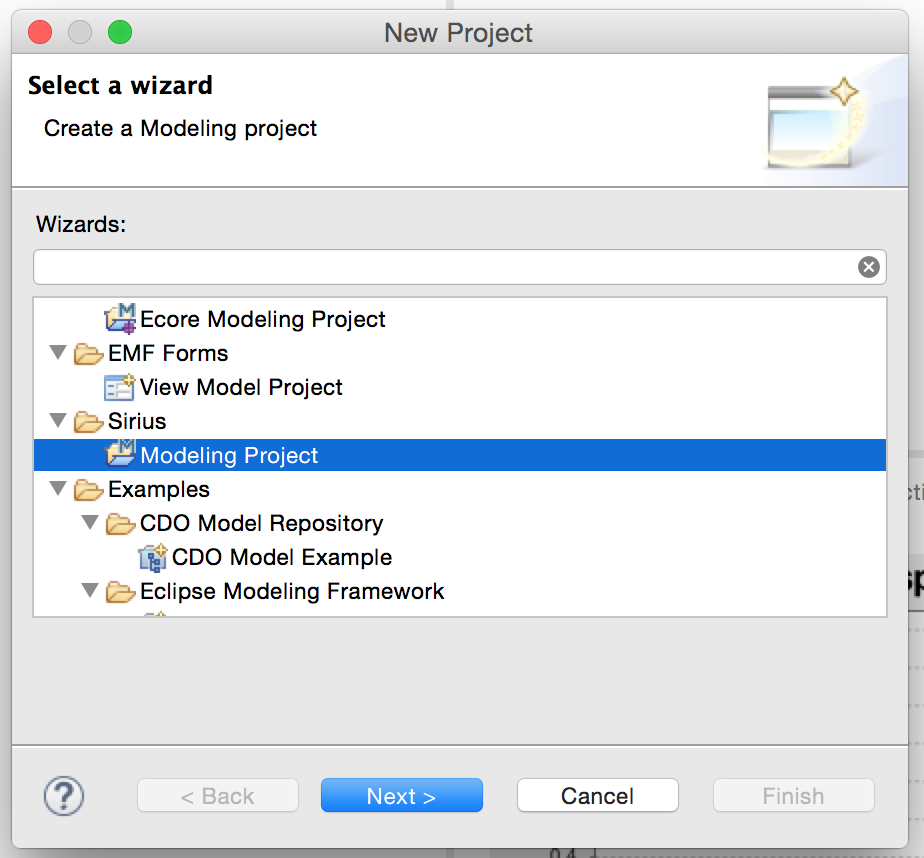 New Project
Select a wizard
Create a Modeling project
Wizards:
Ecore Modeling Project
EMF Forms
View Model Project
Sirius
Modeling Project
Examples
CDO Model Repository
CDO Model Example
Eclipse Modeling Framework
?
< Back
Next >
Cancel
Finish